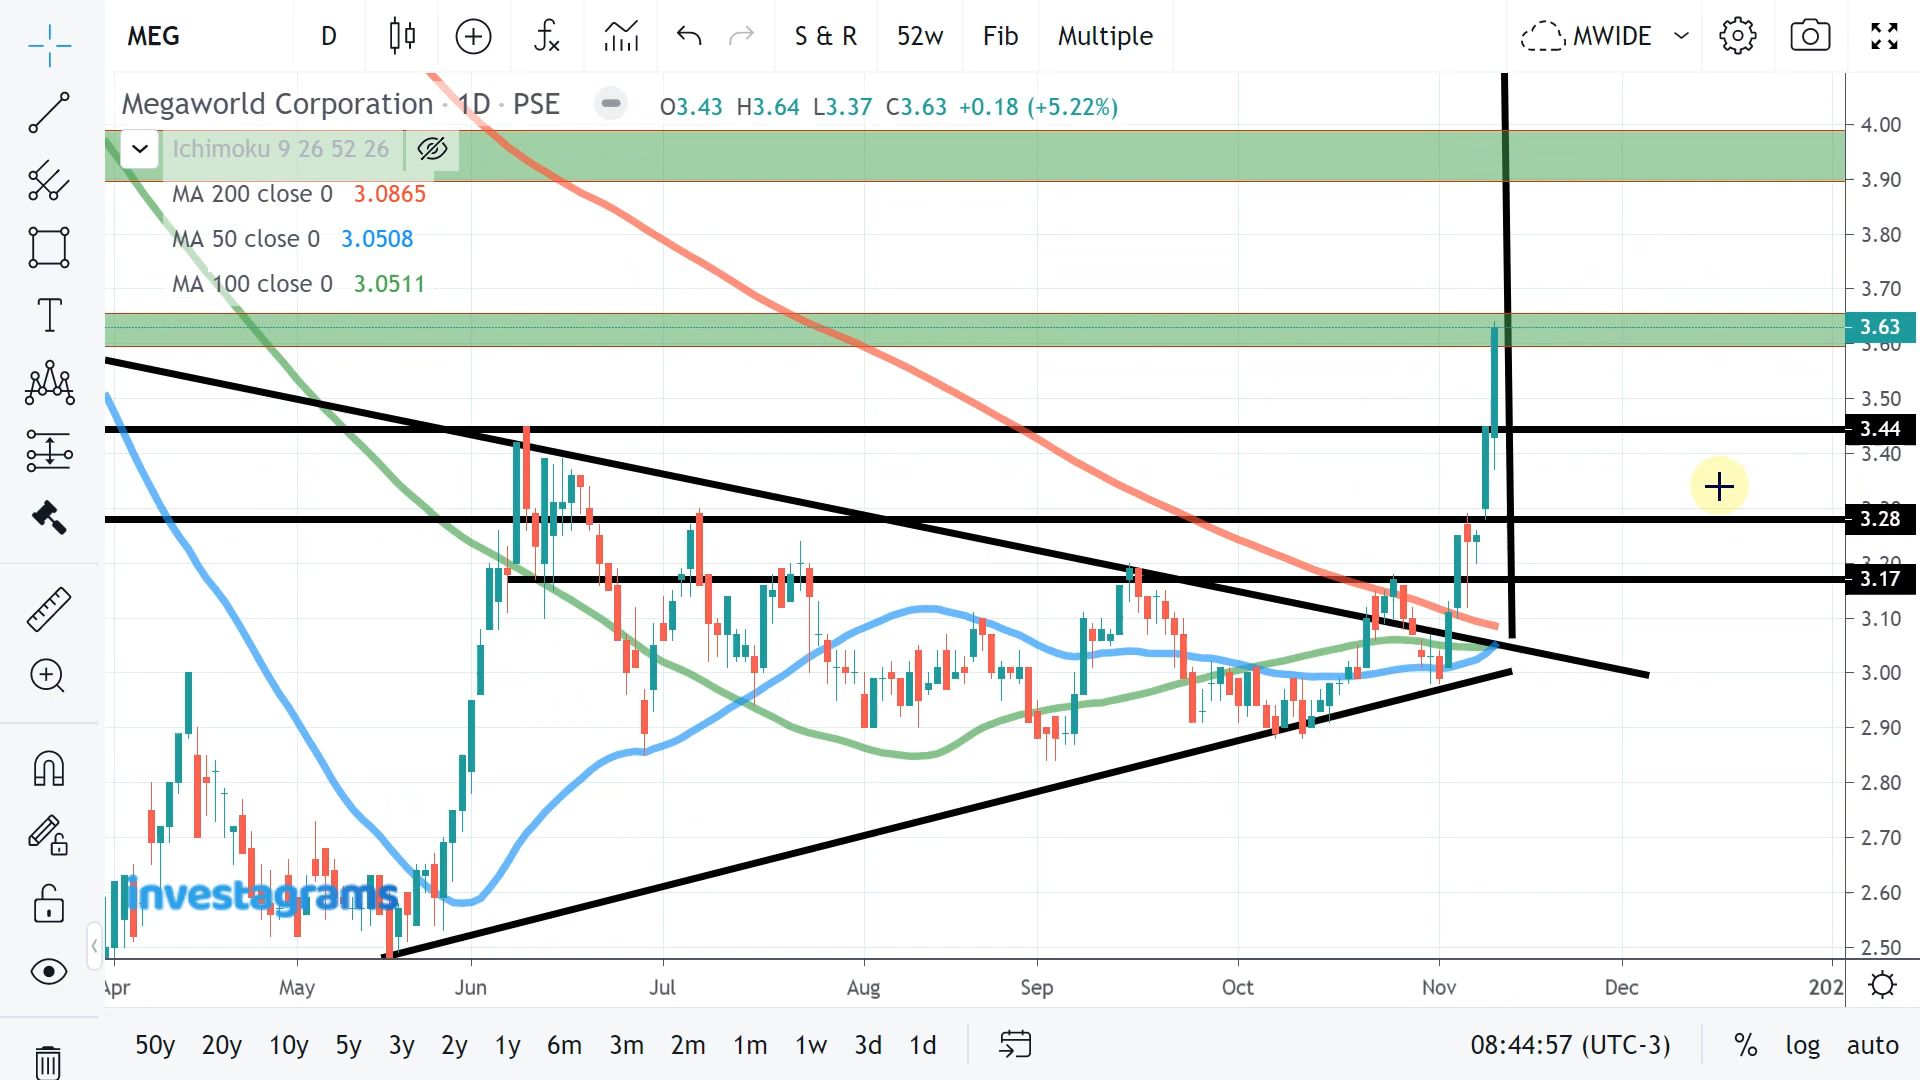 MEG D S & R 52w Fib Multiple MWIDE
Megaworld Corporation · 1D · PSE O3.43 H3.64 L3.37 C3.63 +0.18 (+5.22%)
Ichimoku 9 26 52 26
MA 200 close 0 3.0865
MA 50 close 0 3.0508
MA 100 close 0 3.0511
4.00
3.90
3.80
3.70
3.63
3.60
3.50
3.44
3.40
3.28
3.17
3.10
3.00
2.90
2.80
2.70
2.60
2.50
investagrams
Apr May Jun Jul Aug Sep Oct Nov Dec 202
50y 20y 10y 5y 3y 2y 1y 6m 3m 2m 1m 1w 3d 1d 08:44:57 (UTC-3) % log auto